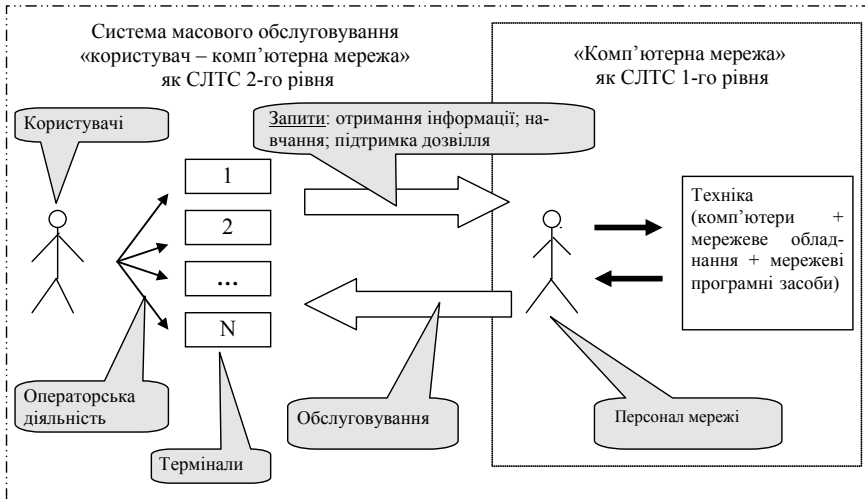 Система масового обслуговування
«користувач – комп’ютерна мережа»
як СЛТС 2-го рівня
«Комп’ютерна мережа»
як СЛТС 1-го рівня
Користувачі
Запити: отримання інформації; на-
вчання; підтримка дозвілля
1
2
...
N
Техніка
(комп’ютери +
мережеве облад-
нання + мережеві
програмні засоби)
Операторська
діяльність
Термінали
Обслуговування
Персонал мережі